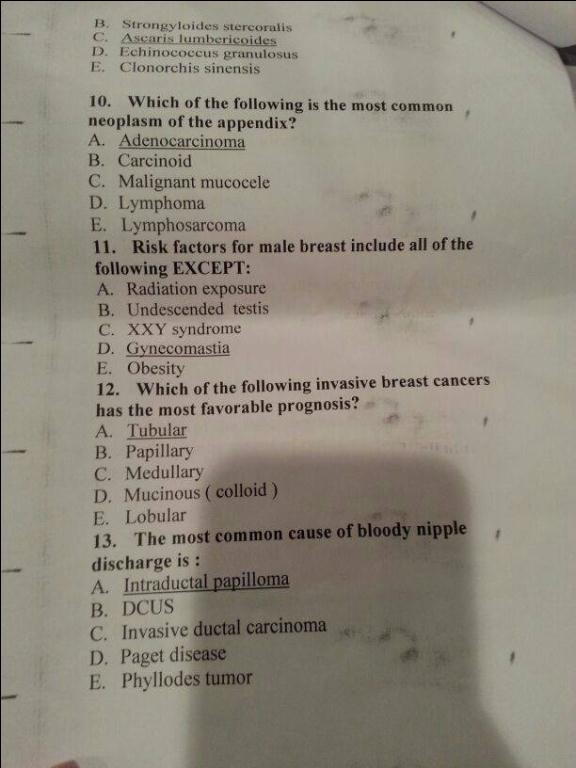 B. Strongyloides stercoralis
C. Ascaris lumbericoides
D. Echinococcus granulosus
E. Clonorchis sinensis
10. Which of the following is the most common
neoplasm of the appendix?
A. Adenocarcinoma
B. Carcinoid
C. Malignant mucocele
D. Lymphoma
E. Lymphosarcoma
11. Risk factors for male breast include all of the
following EXCEPT:
A. Radiation exposure
B. Undescended testis
C. XXY syndrome
D. Gynecomastia
E. Obesity
12. Which of the following invasive breast cancers
has the most favorable prognosis?
A. Tubular
B. Papillary
C. Medullary
D. Mucinous ( colloid )
E. Lobular
13. The most common cause of bloody nipple
discharge is :
A. Intraductal papilloma
B. DCUS
C. Invasive ductal carcinoma
D. Paget disease
E. Phyllodes tumor